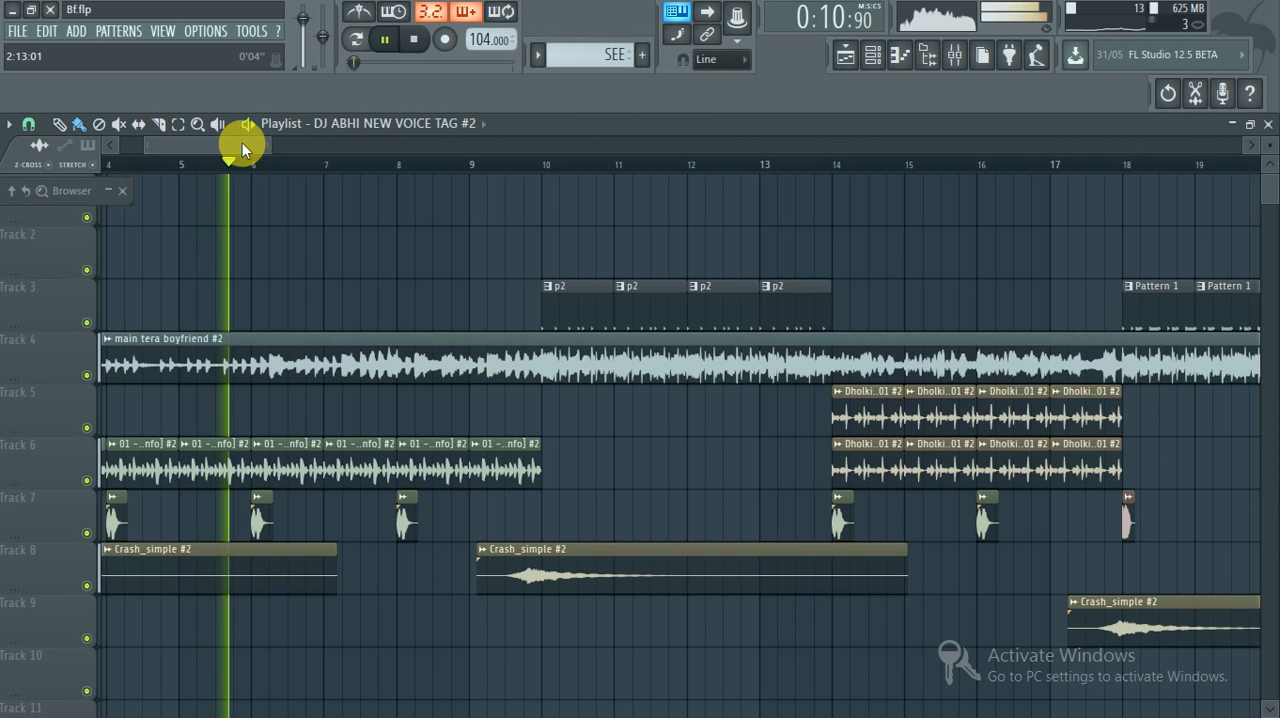 Bf.flp
FILE EDIT ADD PATTERNS VIEW OPTIONS TOOLS ?
2:13:01 0'04"
3.2
104.000
SEE
0:10:90
M:S:CS
Line
13
625 MB
3
31/05 FL Studio 12.5 BETA
Playlist - DJ ABHI NEW VOICE TAG #2
Z-CROSS STRETCH
4 5 6 7 8 9 10 11 12 13 14 15 16 17 18 19
Browser
Track 2
Track 3
p2 p2 p2 p2 Pattern 1 Pattern 1
Track 4
main tera boyfriend #2
Track 5
Dholki..01 #2 Dholki..01 #2 Dholki..01 #2 Dholki..01 #2
Track 6
01 -...nfo] #2 01 -...nfo] #2 01 -...nfo] #2 01 -...nfo] #2 01 -...nfo] #2 01 -...nfo] #2
Dholki..01 #2 Dholki..01 #2 Dholki..01 #2 Dholki..01 #2
Track 7
Track 8
Crash_simple #2 Crash_simple #2
Track 9
Crash_simple #2
Track 10
Track 11
Activate Windows
Go to PC settings to activate Windows.